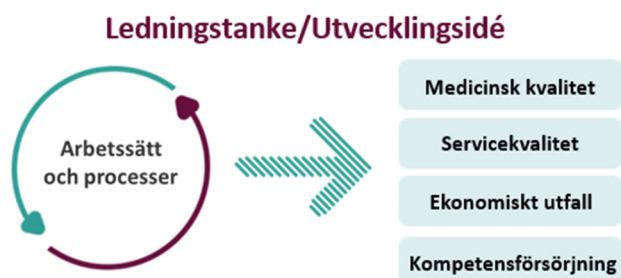 Ledningstanke/Utvecklingsidé
Arbetssätt
och processer
Medicinsk kvalitet
Servicekvalitet
Ekonomiskt utfall
Kompetensförsörjning